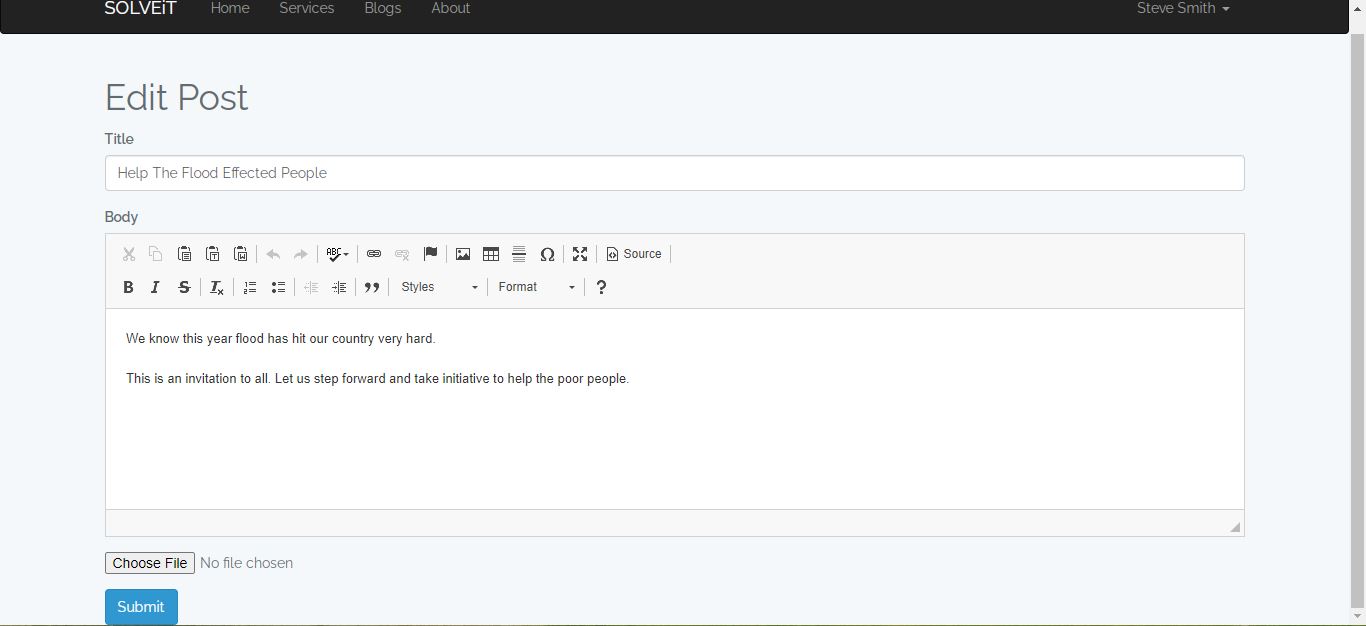 SOLVEiT Home Services Blogs About Steve Smith
Edit Post
Title
Help The Flood Effected People
Body
ABC Ω Source
B I S Tx Styles Format ?
We know this year flood has hit our country very hard.
This is an invitation to all. Let us step forward and take initiative to help the poor people.
Choose File No file chosen
Submit